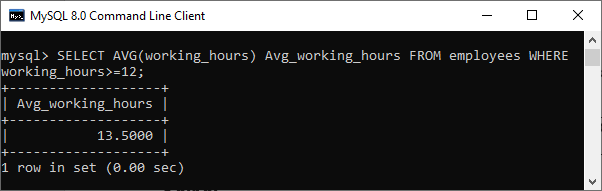 MySQL 8.0 Command Line Client
mysql> SELECT AVG(working_hours) Avg_working_hours FROM employees WHERE
working_hours>=12;
+-------------------+
| Avg_working_hours |
+-------------------+
|           13.5000 |
+-------------------+
1 row in set (0.00 sec)